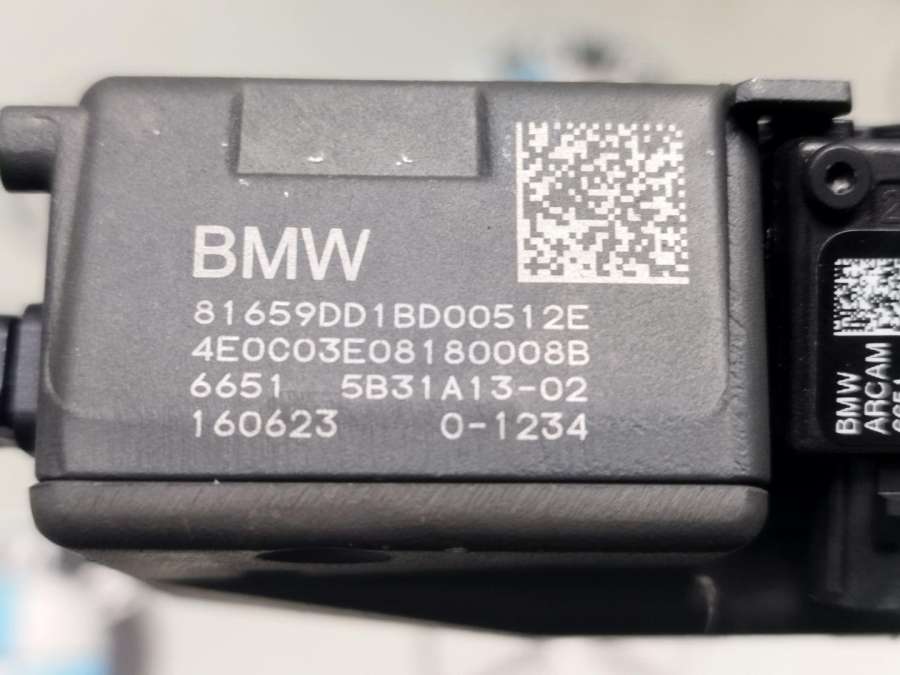 BMW
81659DD1BD00512E
4E0C03E08180008B
6651 5B31A13-02
160623 0-1234
BMW
ARCAM